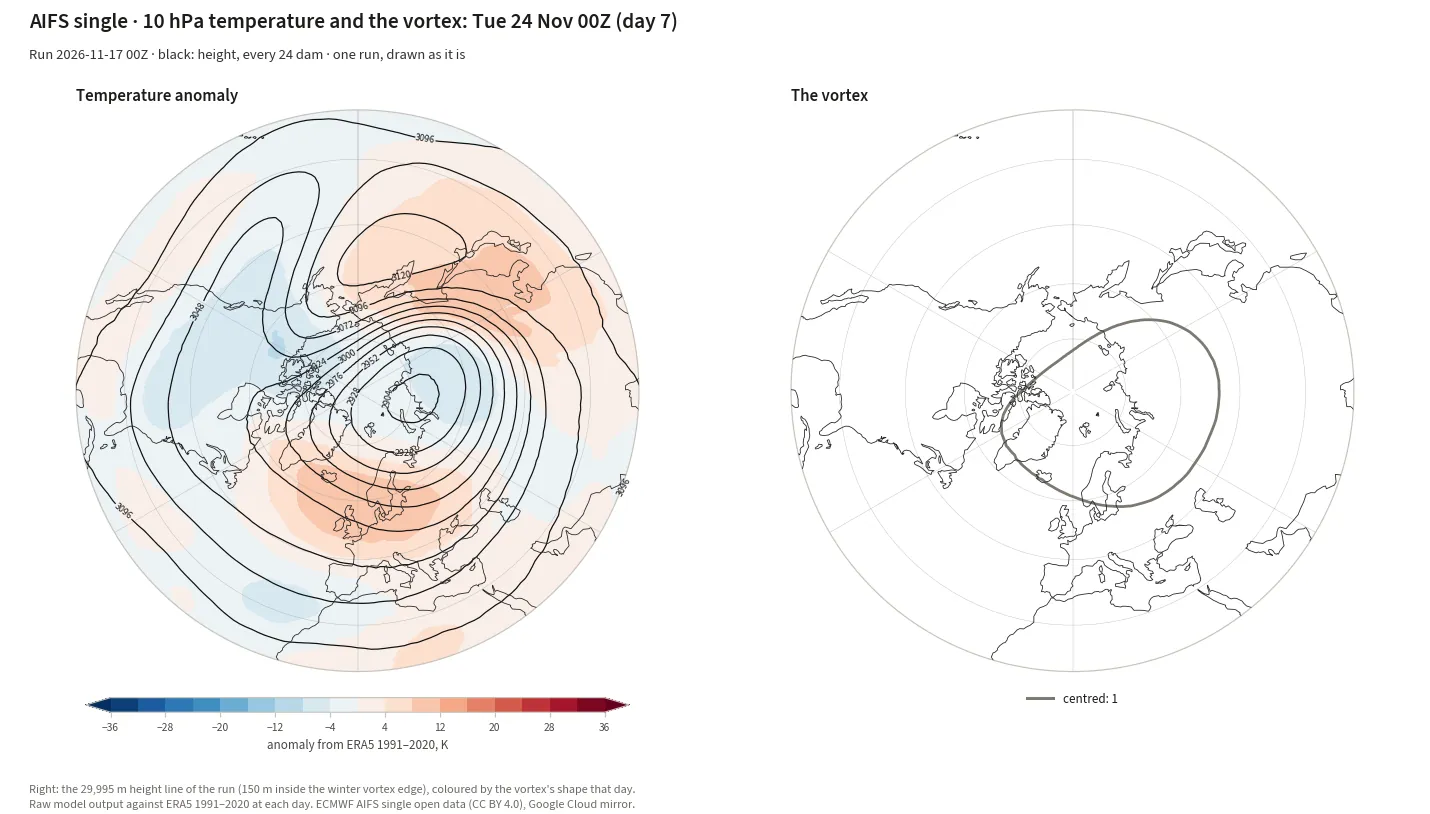 AIFS single · 10 hPa temperature and the vortex: Tue 24 Nov 00Z (day 7)
Run 2026-11-17 00Z · black: height, every 24 dam · one run, drawn as it is
Temperature anomaly
The vortex
3096
3120
3096
3048
3072
3000
2952
2924
2976
2928
2904
2928
3096
3096
−36 −28 −20 −12 −4 4 12 20 28 36
anomaly from ERA5 1991–2020, K
centred: 1
Right: the 29,995 m height line of the run (150 m inside the winter vortex edge), coloured by the vortex's shape that day.
Raw model output against ERA5 1991–2020 at each day. ECMWF AIFS single open data (CC BY 4.0), Google Cloud mirror.